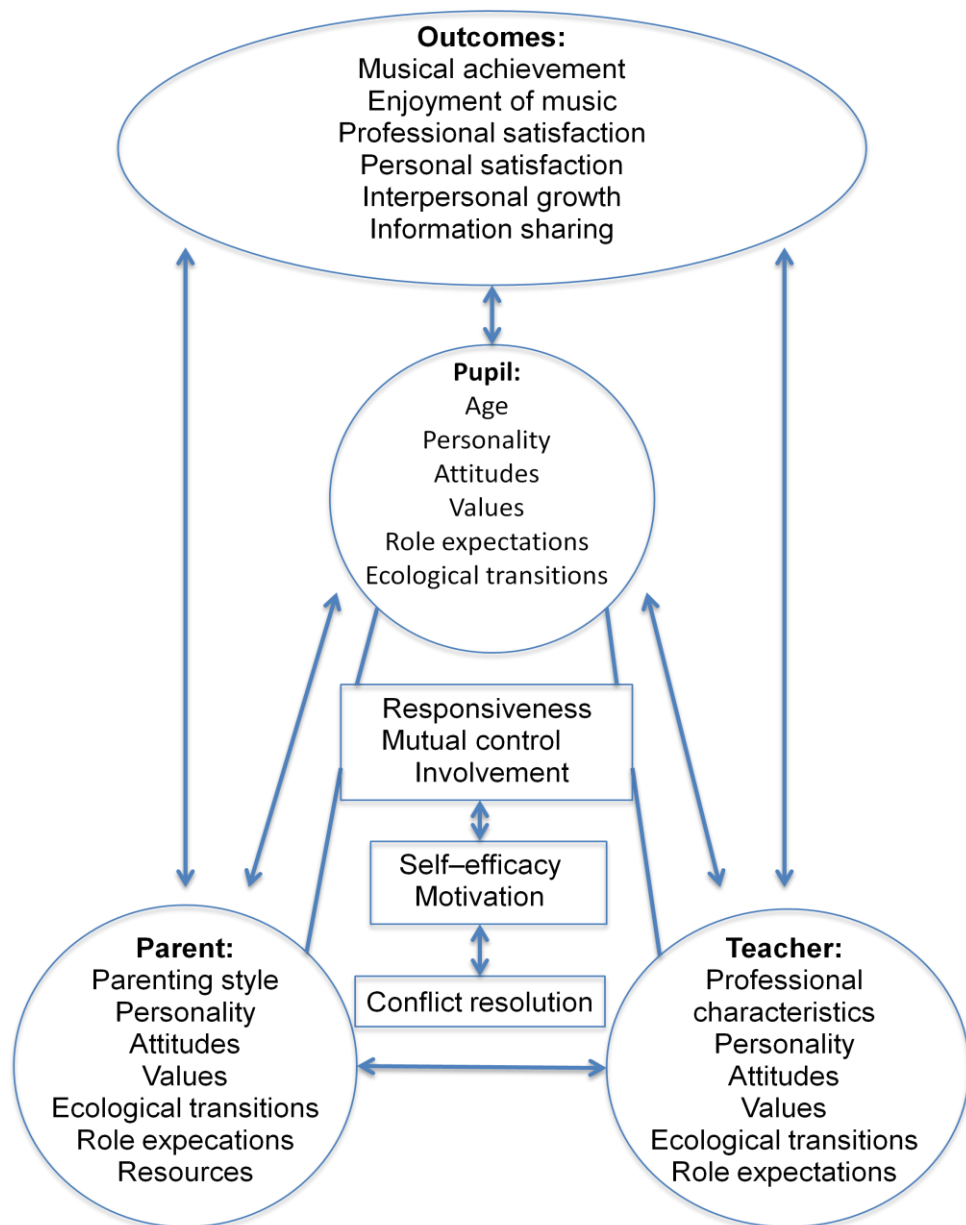 Outcomes:
Musical achievement
Enjoyment of music
Professional satisfaction
Personal satisfaction
Interpersonal growth
Information sharing
Pupil:
Age
Personality
Attitudes
Values
Role expectations
Ecological transitions
Responsiveness
Mutual control
Involvement
Self–efficacy
Motivation
Conflict resolution
Parent:
Parenting style
Personality
Attitudes
Values
Ecological transitions
Role expecations
Resources
Teacher:
Professional
characteristics
Personality
Attitudes
Values
Ecological transitions
Role expectations